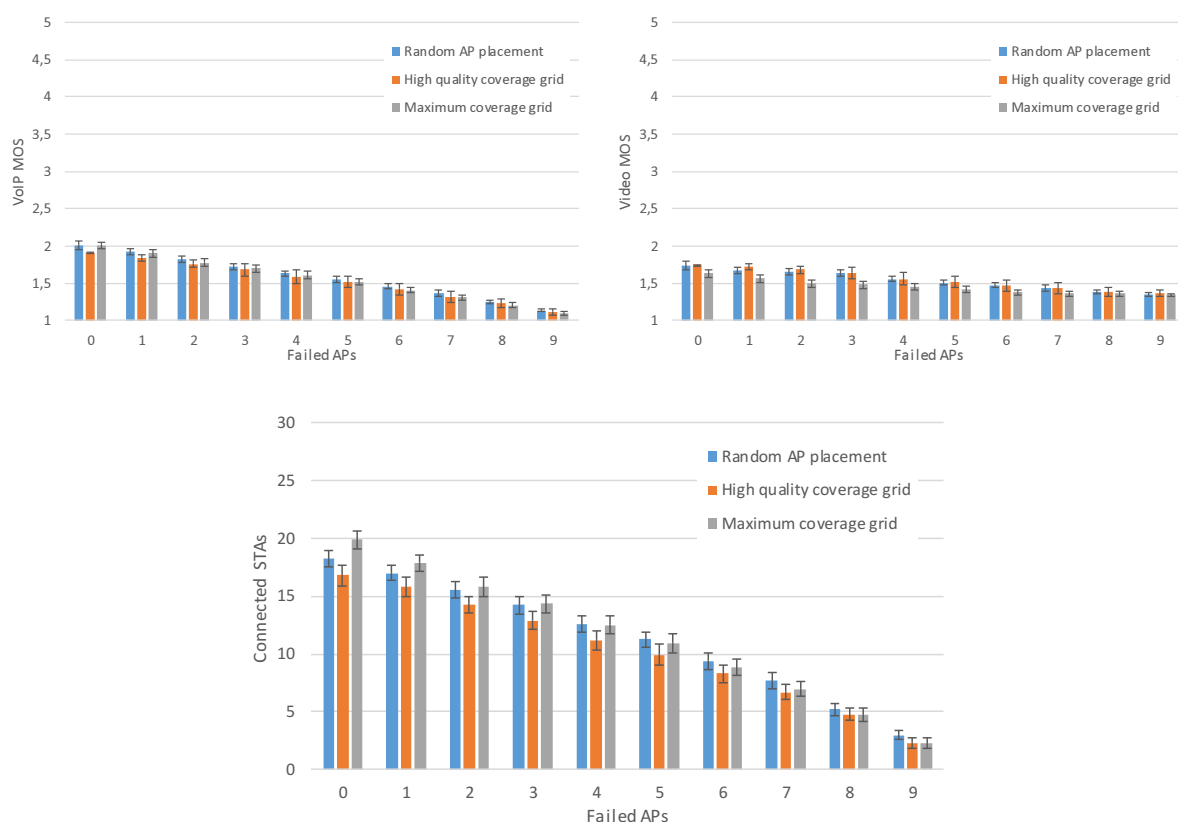 5
4,5
4
3,5
3
2,5
2
1,5
1
VoIP MOS
Random AP placement
High quality coverage grid
Maximum coverage grid
0 1 2 3 4 5 6 7 8 9
Failed APs
5
4,5
4
3,5
3
2,5
2
1,5
1
Video MOS
Random AP placement
High quality coverage grid
Maximum coverage grid
0 1 2 3 4 5 6 7 8 9
Failed APs
30
25
20
15
10
5
0
Connected STAs
Random AP placement
High quality coverage grid
Maximum coverage grid
0 1 2 3 4 5 6 7 8 9
Failed APs